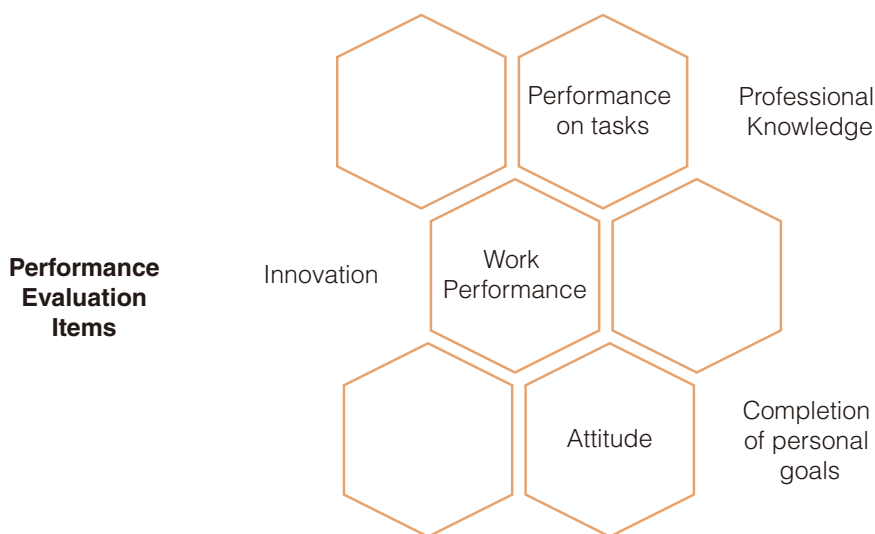 Performance
on tasks
Professional
Knowledge
Performance
Evaluation
Items
Innovation
Work
Performance
Attitude
Completion
of personal
goals